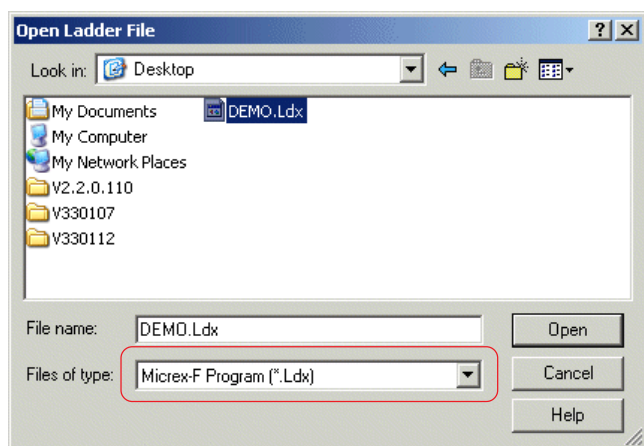 Open Ladder File
Look in: Desktop
My Documents DEMO.Ldx
My Computer
My Network Places
V2.2.0.110
V330107
V330112
File name: DEMO.Ldx Open
Files of type: Micrex-F Program (*.Ldx) Cancel
Help